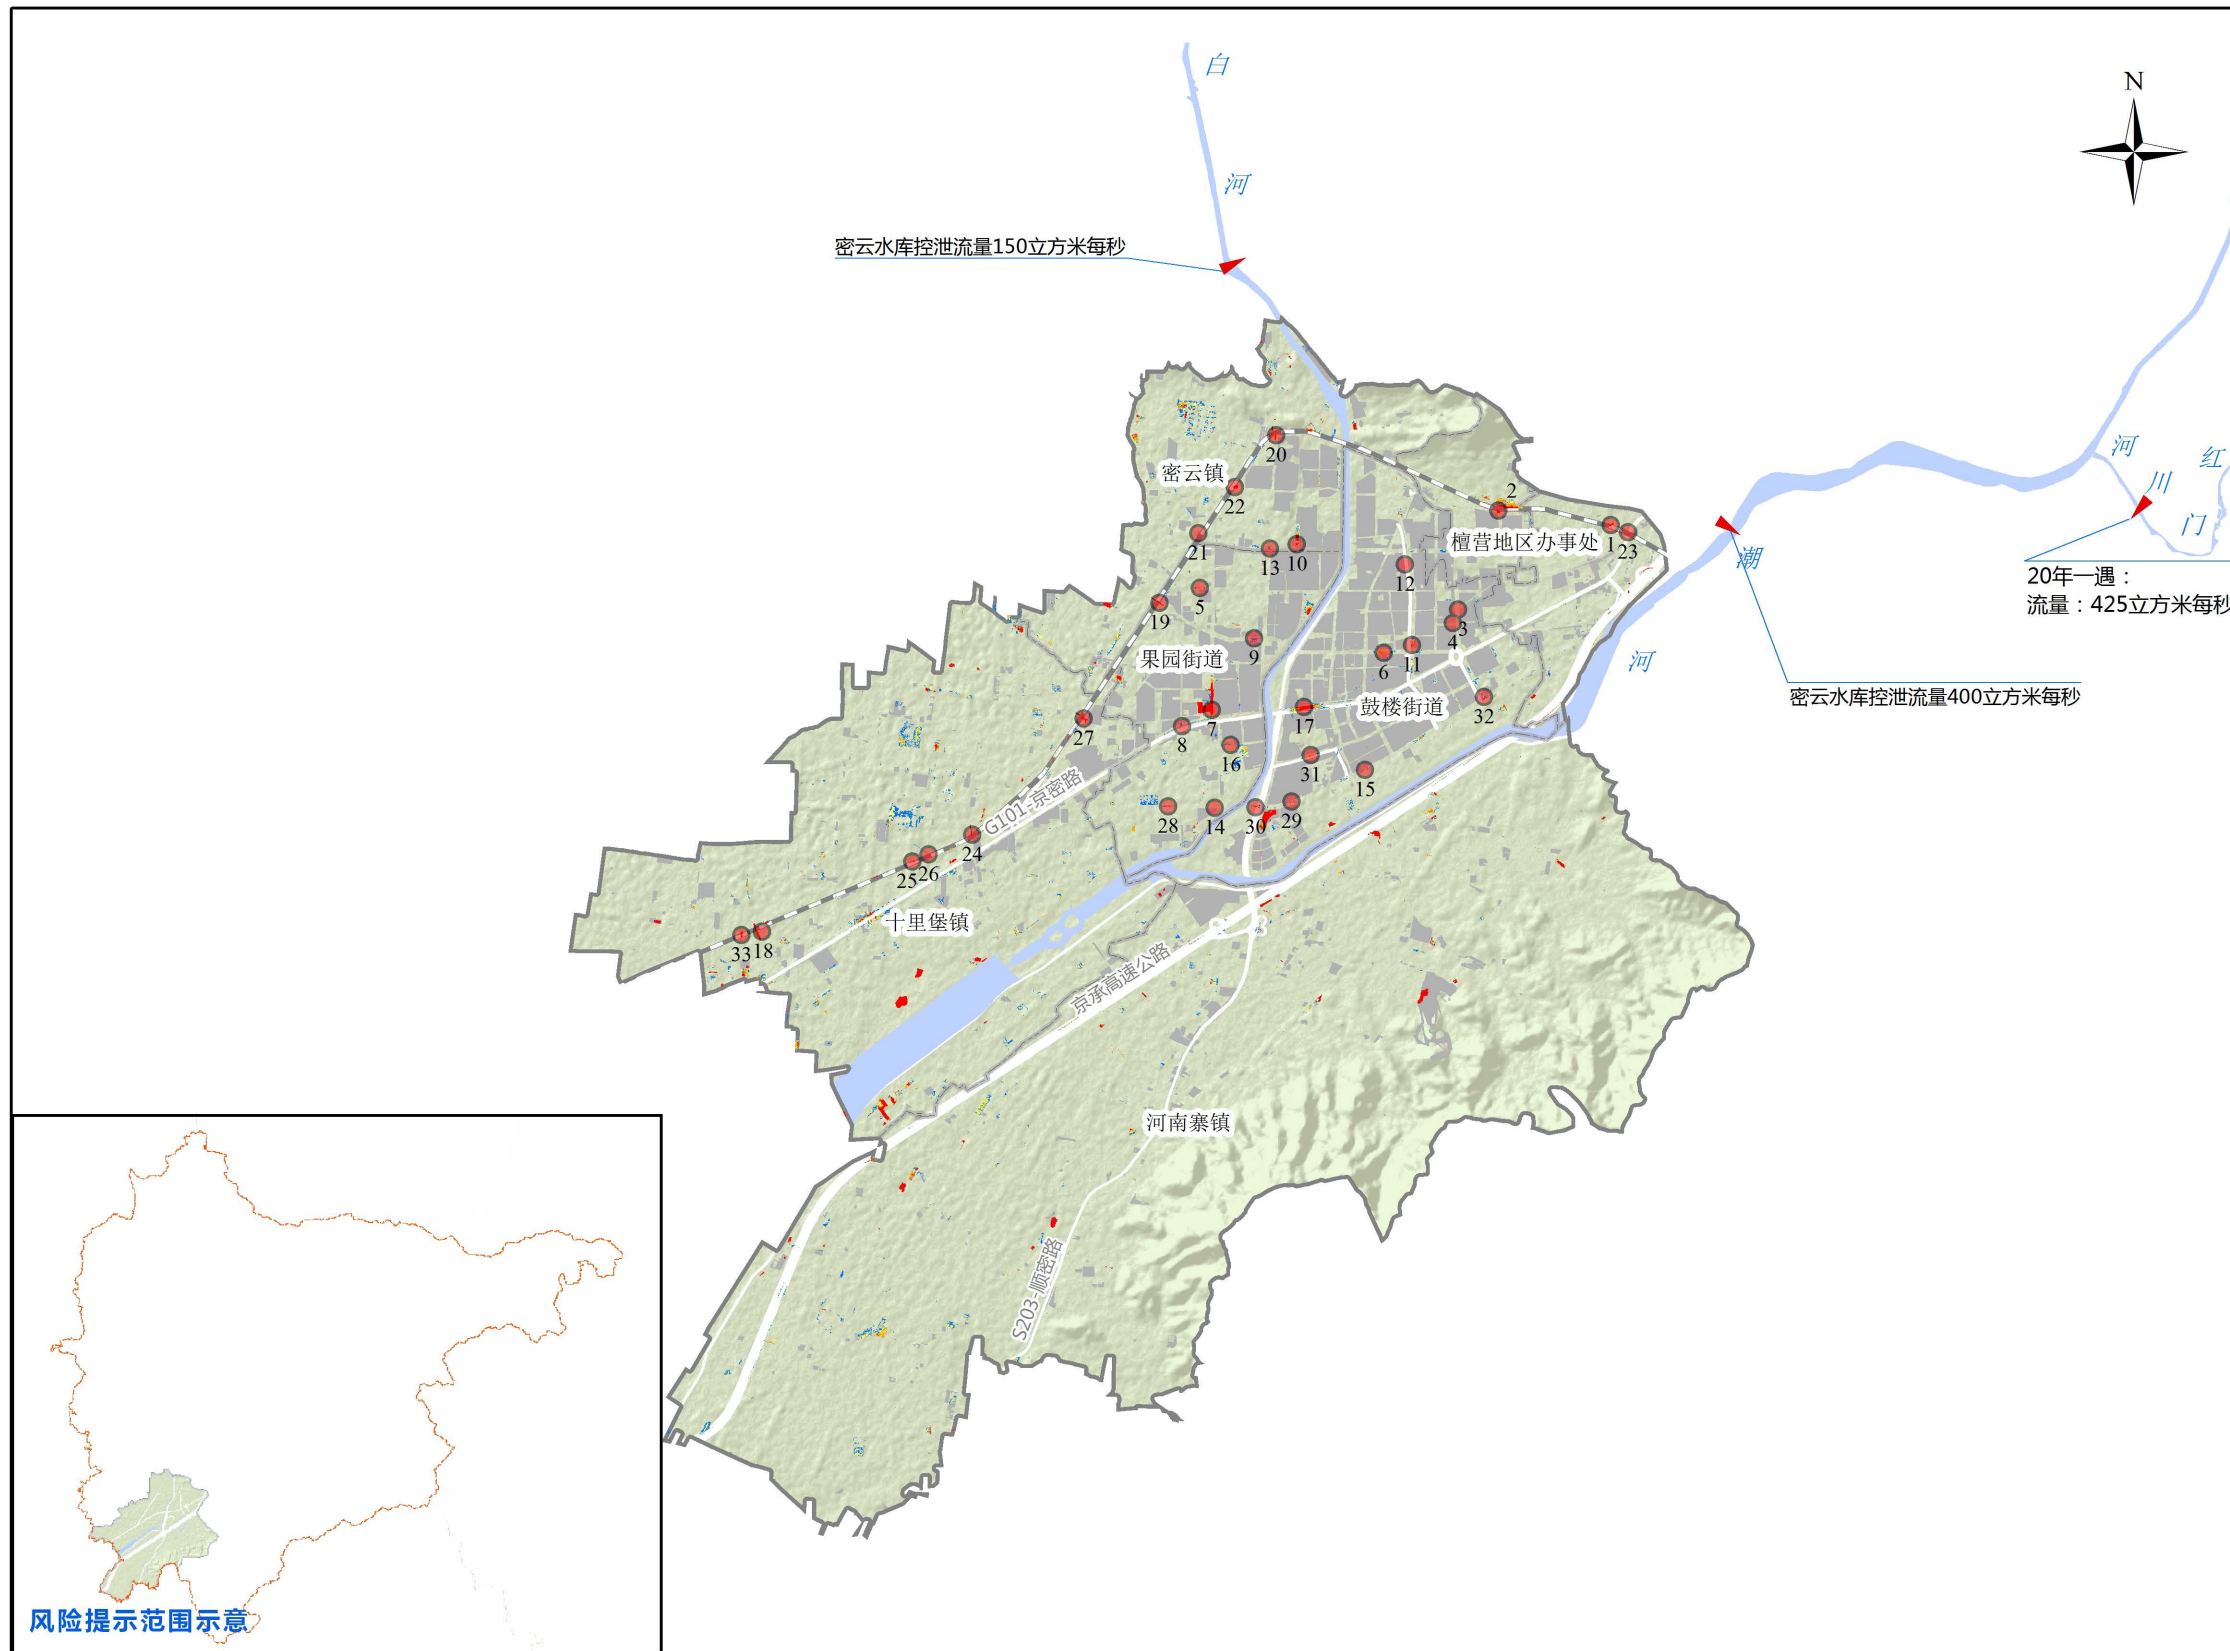 白
河
N
密云水库控泄流量150立方米每秒
20
密云镇
22
2
檀营地区办事处
1
23
21
13
10
12
5
19
3
4
9
6
11
果园街道
鼓楼街道
32
7
17
8
27
16
31
15
28
14
30
29
G101-京密路
24
25
26
十里堡镇
33
18
京承高速公路
河南寨镇
S203-顺密路
潮
河
密云水库控泄流量400立方米每秒
红
门
川
河
20年一遇：
流量：425立方米每秒
风险提示范围示意